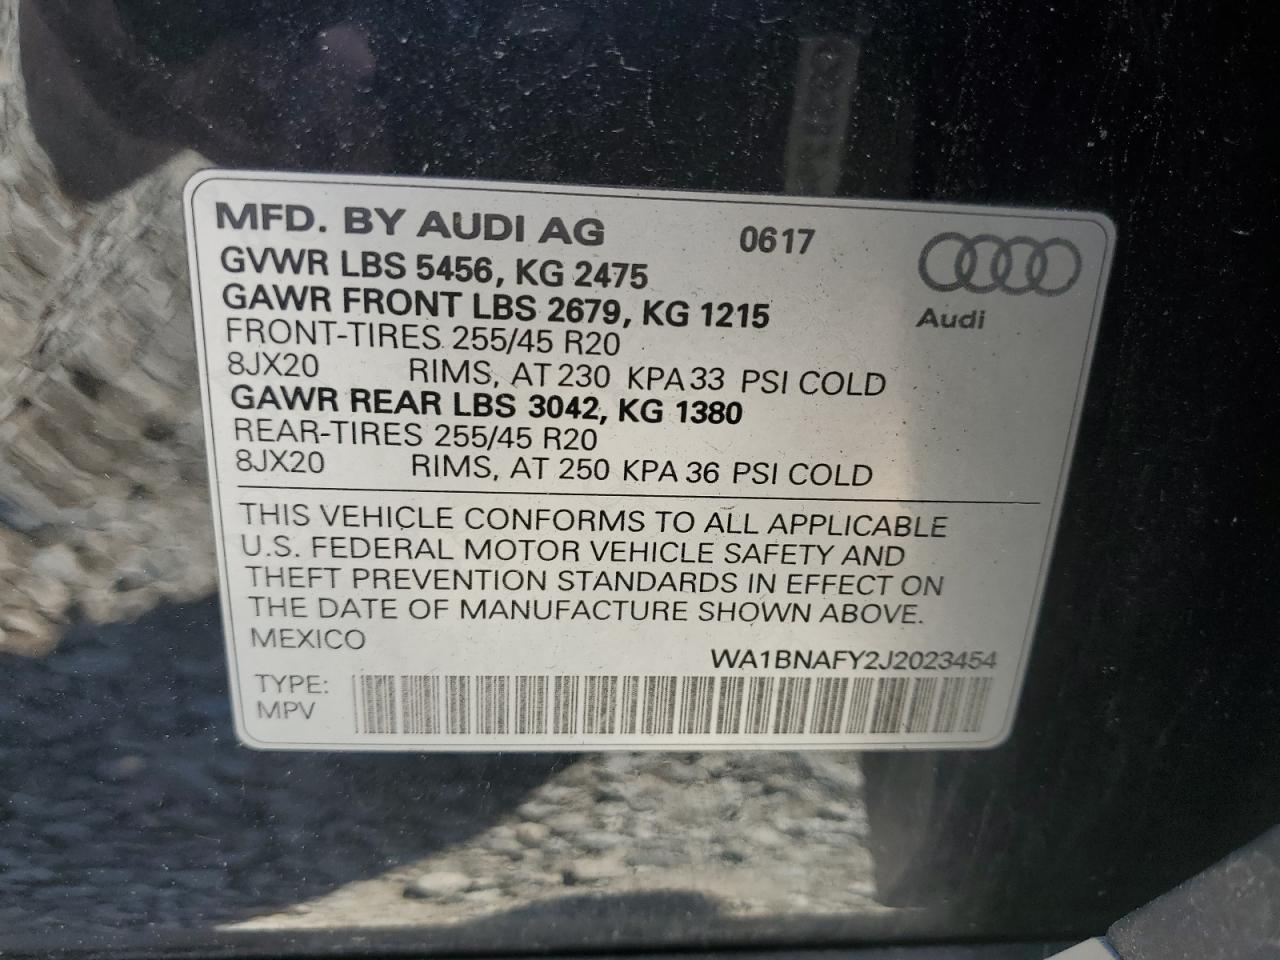 MFD. BY AUDI AG 0617
GVWR LBS 5456, KG 2475
GAWR FRONT LBS 2679, KG 1215
Audi
FRONT-TIRES 255/45 R20
8JX20 RIMS, AT 230 KPA 33 PSI COLD
GAWR REAR LBS 3042, KG 1380
REAR-TIRES 255/45 R20
8JX20 RIMS, AT 250 KPA 36 PSI COLD
THIS VEHICLE CONFORMS TO ALL APPLICABLE
U.S. FEDERAL MOTOR VEHICLE SAFETY AND
THEFT PREVENTION STANDARDS IN EFFECT ON
THE DATE OF MANUFACTURE SHOWN ABOVE.
MEXICO
WA1BNAFY2J2023454
TYPE:
MPV